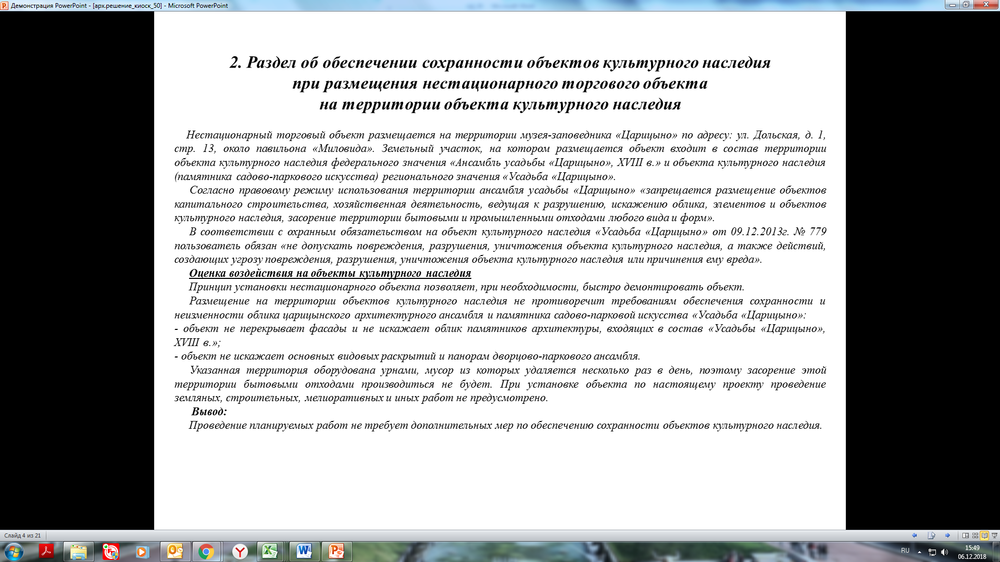 Демонстрация PowerPoint - [арх.решение_киоск_50] - Microsoft PowerPoint
2. Раздел об обеспечении сохранности объектов культурного наследия
при размещения нестационарного торгового объекта
на территории объекта культурного наследия
Нестационарный торговый объект размещается на территории музея-заповедника «Царицыно» по адресу: ул. Дольская, д. 1,
стр. 13, около павильона «Миловида». Земельный участок, на котором размещается объект входит в состав территории
объекта культурного наследия федерального значения «Ансамбль усадьбы «Царицыно», XVIII в.» и объекта культурного наследия
(памятника садово-паркового искусства) регионального значения «Усадьба «Царицыно».
Согласно правовому режиму использования территории ансамбля усадьбы «Царицыно» «запрещается размещение объектов
капитального строительства, хозяйственная деятельность, ведущая к разрушению, искажению облика, элементов и объектов
культурного наследия, засорение территории бытовыми и промышленными отходами любого вида и форм».
В соответствии с охранным обязательством на объект культурного наследия «Усадьба «Царицыно» от 09.12.2013г. № 779
пользователь обязан «не допускать повреждения, разрушения, уничтожения объекта культурного наследия, а также действий,
создающих угрозу повреждения, разрушения, уничтожения объекта культурного наследия или причинения ему вреда».
Оценка воздействия на объекты культурного наследия
Принцип установки нестационарного объекта позволяет, при необходимости, быстро демонтировать объект.
Размещение на территории объектов культурного наследия не противоречит требованиям обеспечения сохранности и
неизменности облика царицынского архитектурного ансамбля и памятника садово-парковой искусства «Усадьба «Царицыно»:
- объект не перекрывает фасады и не искажает облик памятников архитектуры, входящих в состав «Усадьбы «Царицыно»,
XVIII в.»;
- объект не искажает основных видовых раскрытий и панорам дворцово-паркового ансамбля.
Указанная территория оборудована урнами, мусор из которых удаляется несколько раз в день, поэтому засорение этой
территории бытовыми отходами производиться не будет. При установке объекта по настоящему проекту проведение
земляных, строительных, мелиоративных и иных работ не предусмотрено.
Вывод:
Проведение планируемых работ не требует дополнительных мер по обеспечению сохранности объектов культурного наследия.
Слайд 4 из 21
RU
15:49
06.12.2018